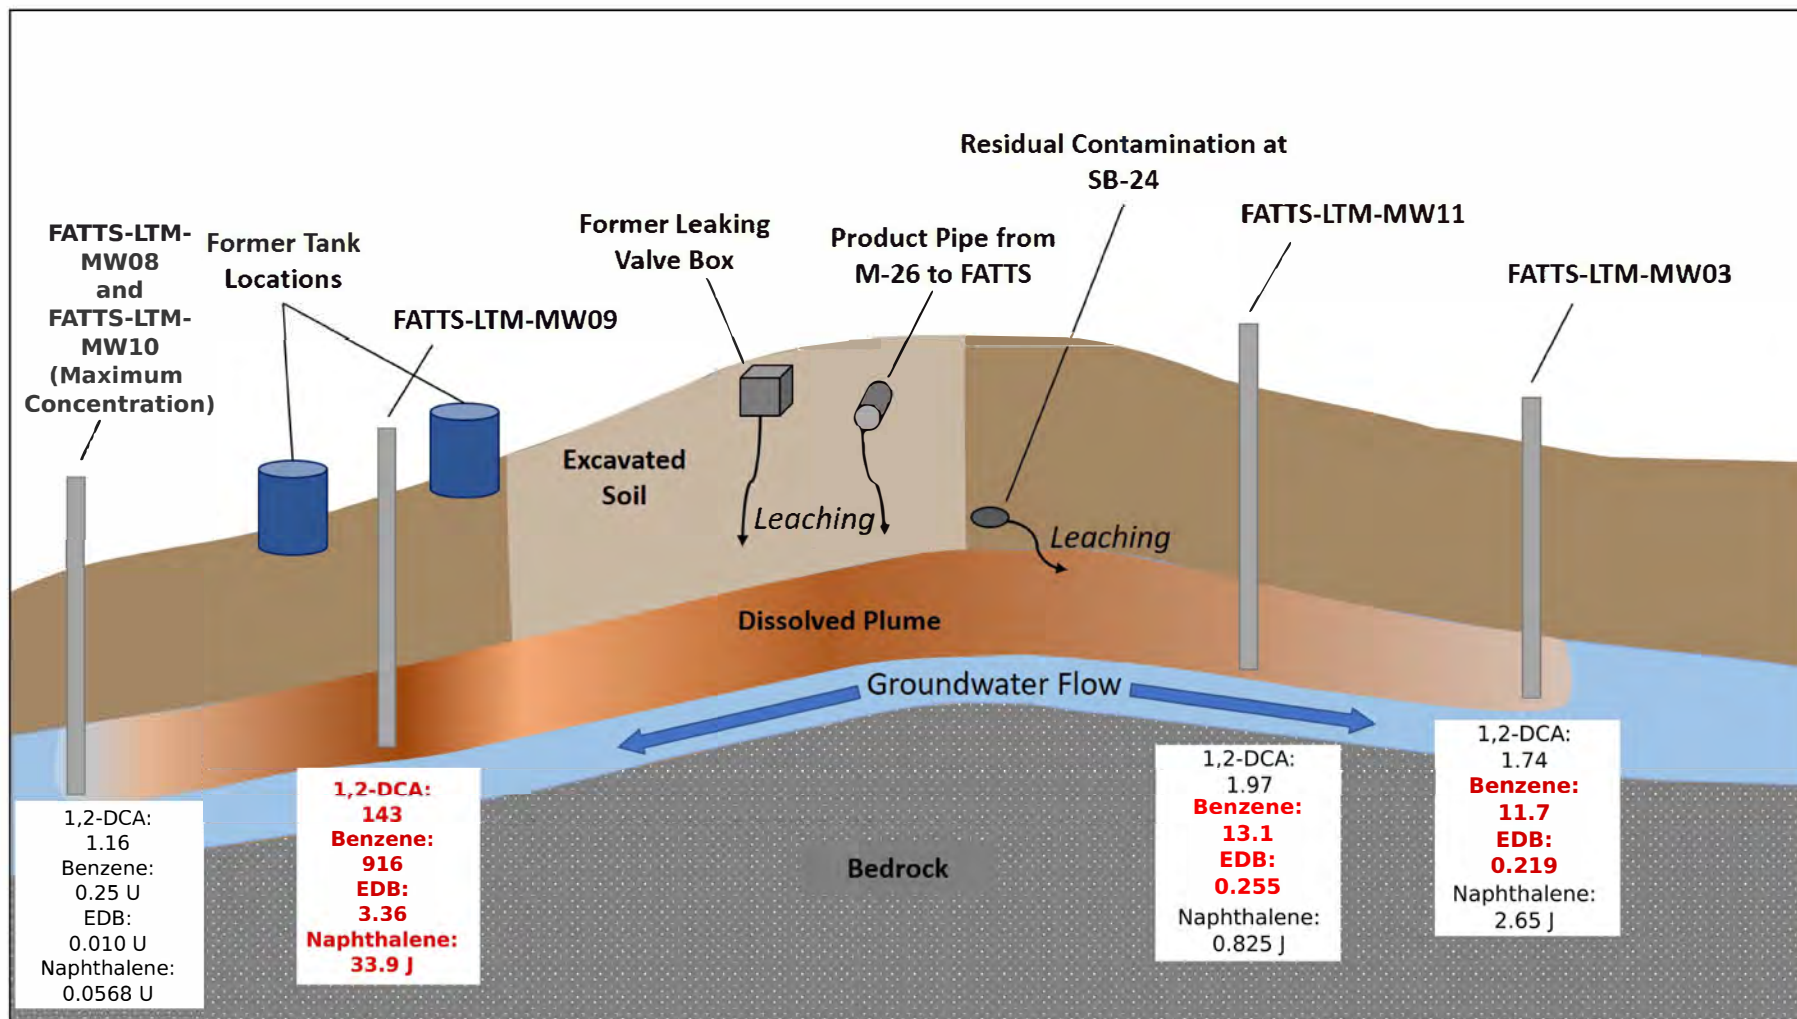 FATTS-LTM-
MW08
and
FATTS-LTM-
MW10
(Maximum
Concentration)
Former Tank
Locations
FATTS-LTM-MW09
Former Leaking
Valve Box
Product Pipe from
M-26 to FATTS
Residual Contamination at
SB-24
FATTS-LTM-MW11
FATTS-LTM-MW03
Excavated
Soil
Leaching
Leaching
Dissolved Plume
Groundwater Flow
Bedrock
1,2-DCA:
1.16
Benzene:
0.25 U
EDB:
0.010 U
Naphthalene:
0.0568 U
1,2-DCA:
143
Benzene:
916
EDB:
3.36
Naphthalene:
33.9 J
1,2-DCA:
1.97
Benzene:
13.1
EDB:
0.255
Naphthalene:
0.825 J
1,2-DCA:
1.74
Benzene:
11.7
EDB:
0.219
Naphthalene:
2.65 J